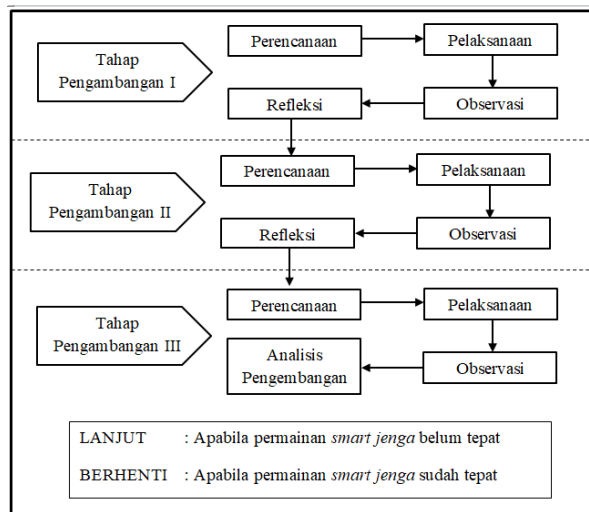 Tahap
Pengambangan I
Perencanaan
Pelaksanaan
Refleksi
Observasi
Tahap
Pengambangan II
Perencanaan
Pelaksanaan
Refleksi
Observasi
Tahap
Pengambangan III
Perencanaan
Pelaksanaan
Analisis
Pengembangan
Observasi
LANJUT : Apabila permainan smart jenga belum tepat
BERHENTI : Apabila permainan smart jenga sudah tepat